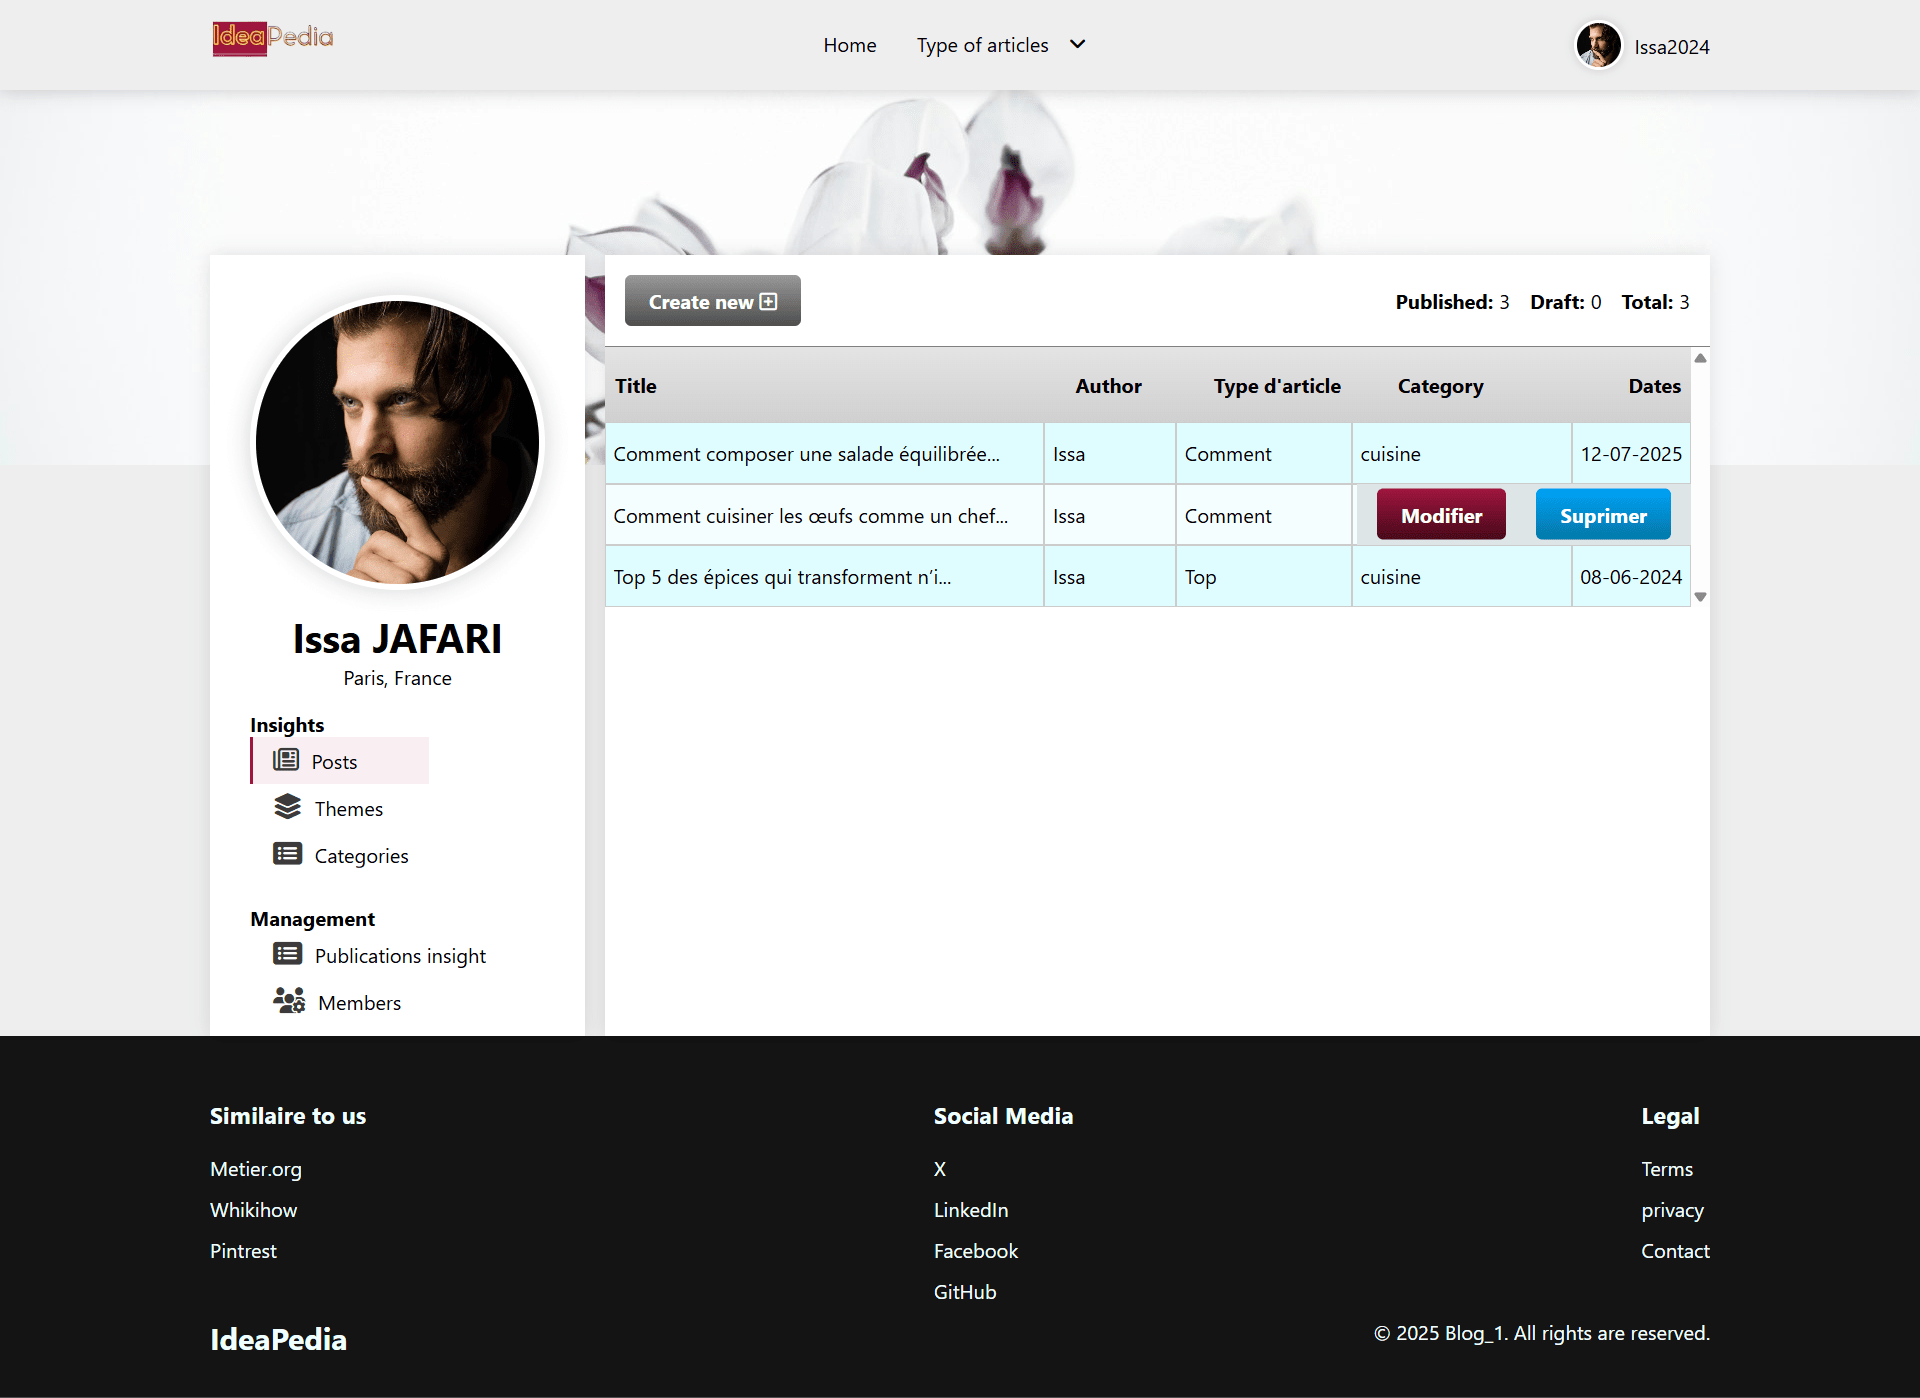 IdeaPedia
Home Type of articles
Issa2024
Create new
Published: 3 Draft: 0 Total: 3
Title Author Type d'article Category Dates
Comment composer une salade équilibrée... Issa Comment cuisine 12-07-2025
Comment cuisiner les œufs comme un chef... Issa Comment Modifier Suprimer
Top 5 des épices qui transforment n’i... Issa Top cuisine 08-06-2024
Issa JAFARI
Paris, France
Insights
Posts
Themes
Categories
Management
Publications insight
Members
Similaire to us
Metier.org
Whikihow
Pintrest
Social Media
X
LinkedIn
Facebook
GitHub
Legal
Terms
privacy
Contact
IdeaPedia
© 2025 Blog_1. All rights are reserved.